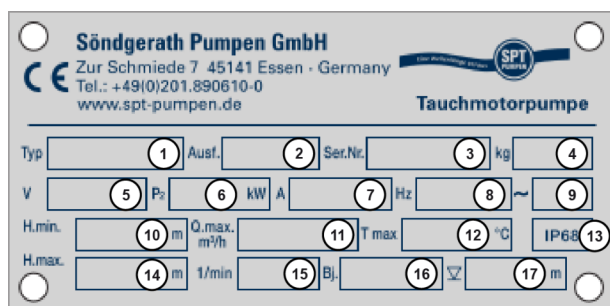 Söndgerath Pumpen GmbH
Zur Schmiede 7 45141 Essen - Germany
Tel.: +49(0)201.890610-0
www.spt-pumpen.de
SPT
PUMPEN
Tauchmotorpumpe
Typ 1 Ausf. 2 Ser.Nr. 3 kg 4
V 5 P2 6 kW A 7 Hz 8 ~ 9
H.min. 10 m Q.max. m³/h 11 T max 12 °C IP68 13
H.max. 14 m 1/min 15 Bj. 16 17 m